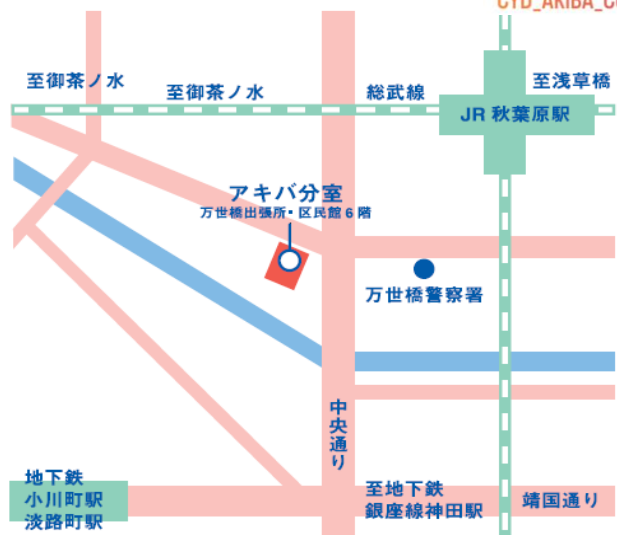 CYD_AKIBA_C
至御茶ノ水
至御茶ノ水
総武線
至浅草橋
JR 秋葉原駅
アキバ分室
万世橋出張所・区民館6階
万世橋警察署
中央通り
地下鉄
小川町駅
淡路町駅
至地下鉄
銀座線神田駅
靖国通り